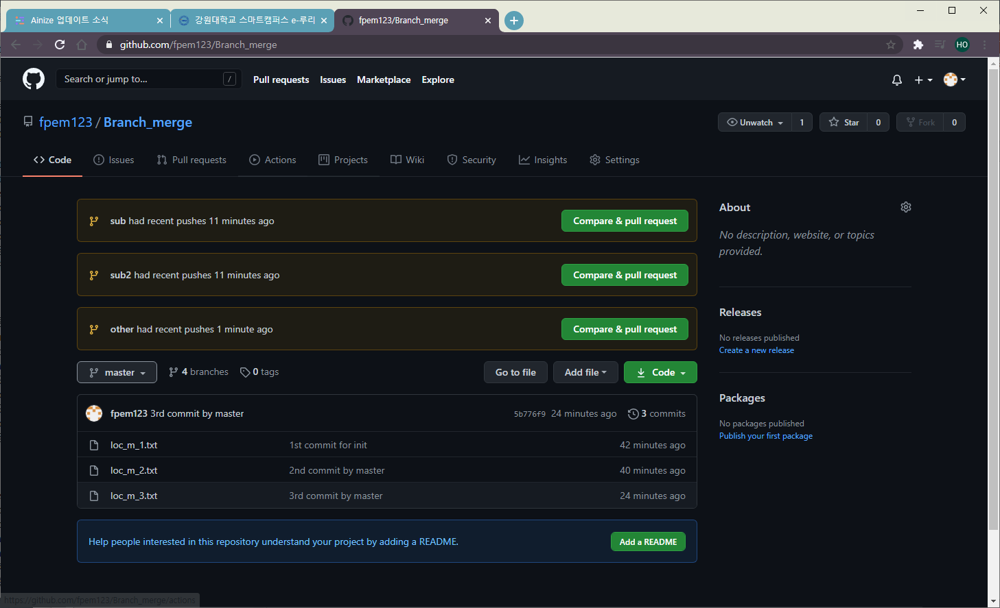 Ainize 업데이트 소식
강원대학교 스마트캠퍼스 e-루리
fpem123/Branch_merge
github.com/fpem123/Branch_merge
HO
Search or jump to...
/
Pull requests Issues Marketplace Explore
fpem123 / Branch_merge
Unwatch 1
Star 0
Fork 0
Code Issues Pull requests Actions Projects Wiki Security Insights Settings
sub had recent pushes 11 minutes ago
Compare & pull request
sub2 had recent pushes 11 minutes ago
Compare & pull request
other had recent pushes 1 minute ago
Compare & pull request
master 4 branches 0 tags
Go to file Add file Code
fpem123 3rd commit by master 5b776f9 24 minutes ago 3 commits
loc_m_1.txt 1st commit for init 42 minutes ago
loc_m_2.txt 2nd commit by master 40 minutes ago
loc_m_3.txt 3rd commit by master 24 minutes ago
Help people interested in this repository understand your project by adding a README.
Add a README
About
No description, website, or topics
provided.
Releases
No releases published
Create a new release
Packages
No packages published
Publish your first package
https://github.com/fpem123/Branch_merge/actions